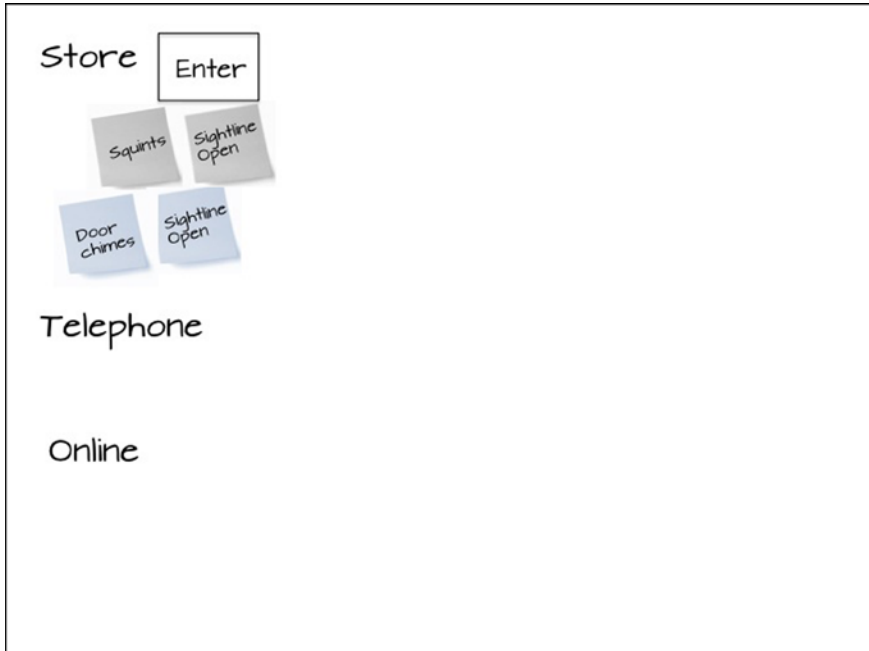 Store
Enter
Squints
Sightline
Open
Door
chimes
Sightline
Open
Telephone
Online